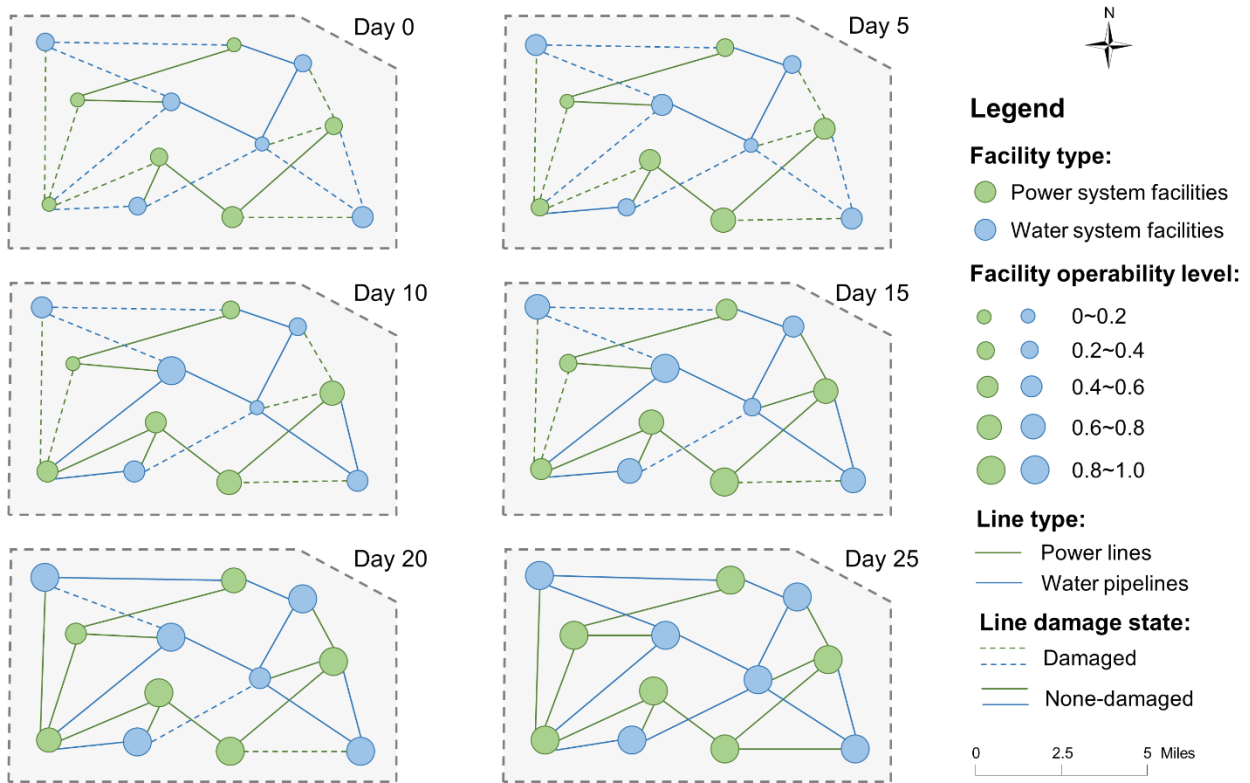 Day 0
Day 5
N
Legend
Facility type:
Power system facilities
Water system facilities
Day 10
Day 15
Facility operability level:
0~0.2
0.2~0.4
0.4~0.6
0.6~0.8
0.8~1.0
Line type:
Power lines
Water pipelines
Day 20
Day 25
Line damage state:
Damaged
None-damaged
0 2.5 5 Miles